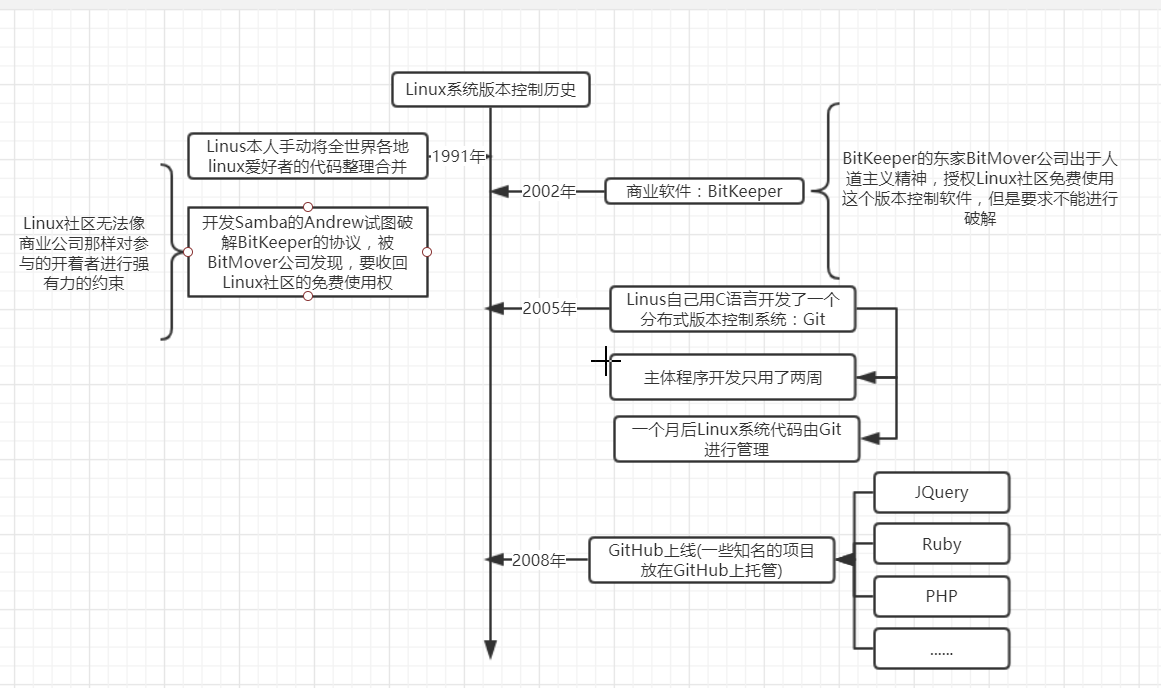 Linux系统版本控制历史
Linus本人手动将全世界各地
linux爱好者的代码整理合并
1991年
2002年
商业软件：BitKeeper
BitKeeper的东家BitMover公司出于人
道主义精神，授权Linux社区免费使用
这个版本控制软件，但是要求不能进行
破解
Linux社区无法像
商业公司那样对参
与的开着者进行强
有力的约束
开发Samba的Andrew试图破
解BitKeeper的协议，被
BitMover公司发现，要收回
Linux社区的免费使用权
2005年
Linus自己用C语言开发了一个
分布式版本控制系统：Git
主体程序开发只用了两周
一个月后Linux系统代码由Git
进行管理
2008年
GitHub上线(一些知名的项目
放在GitHub上托管)
JQuery
Ruby
PHP
......